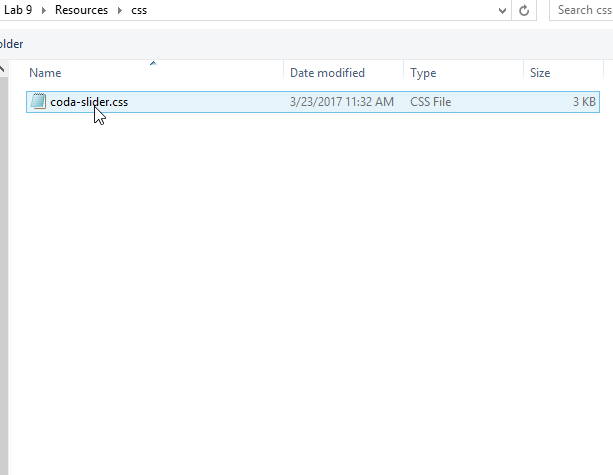 Lab 9 Resources css Search css
older
Name Date modified Type Size
coda-slider.css 3/23/2017 11:32 AM CSS File 3 KB